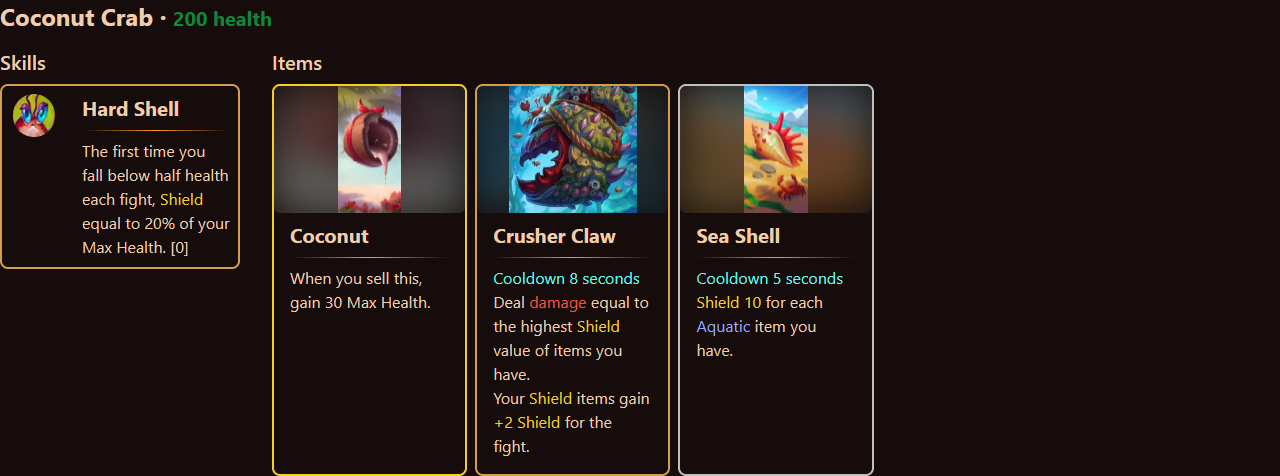 Coconut Crab · 200 health
Skills
Hard Shell
The first time you
fall below half health
each fight, Shield
equal to 20% of your
Max Health. [0]
Items
Coconut
When you sell this,
gain 30 Max Health.
Crusher Claw
Cooldown 8 seconds
Deal damage equal to
the highest Shield
value of items you
have.
Your Shield items gain
+2 Shield for the
fight.
Sea Shell
Cooldown 5 seconds
Shield 10 for each
Aquatic item you
have.